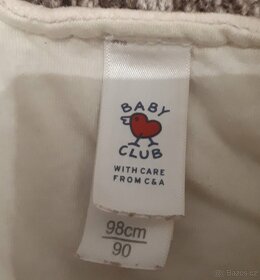 BABY
CLUB
WITH CARE
FROM C&A
98cm
90
Bazos.cz